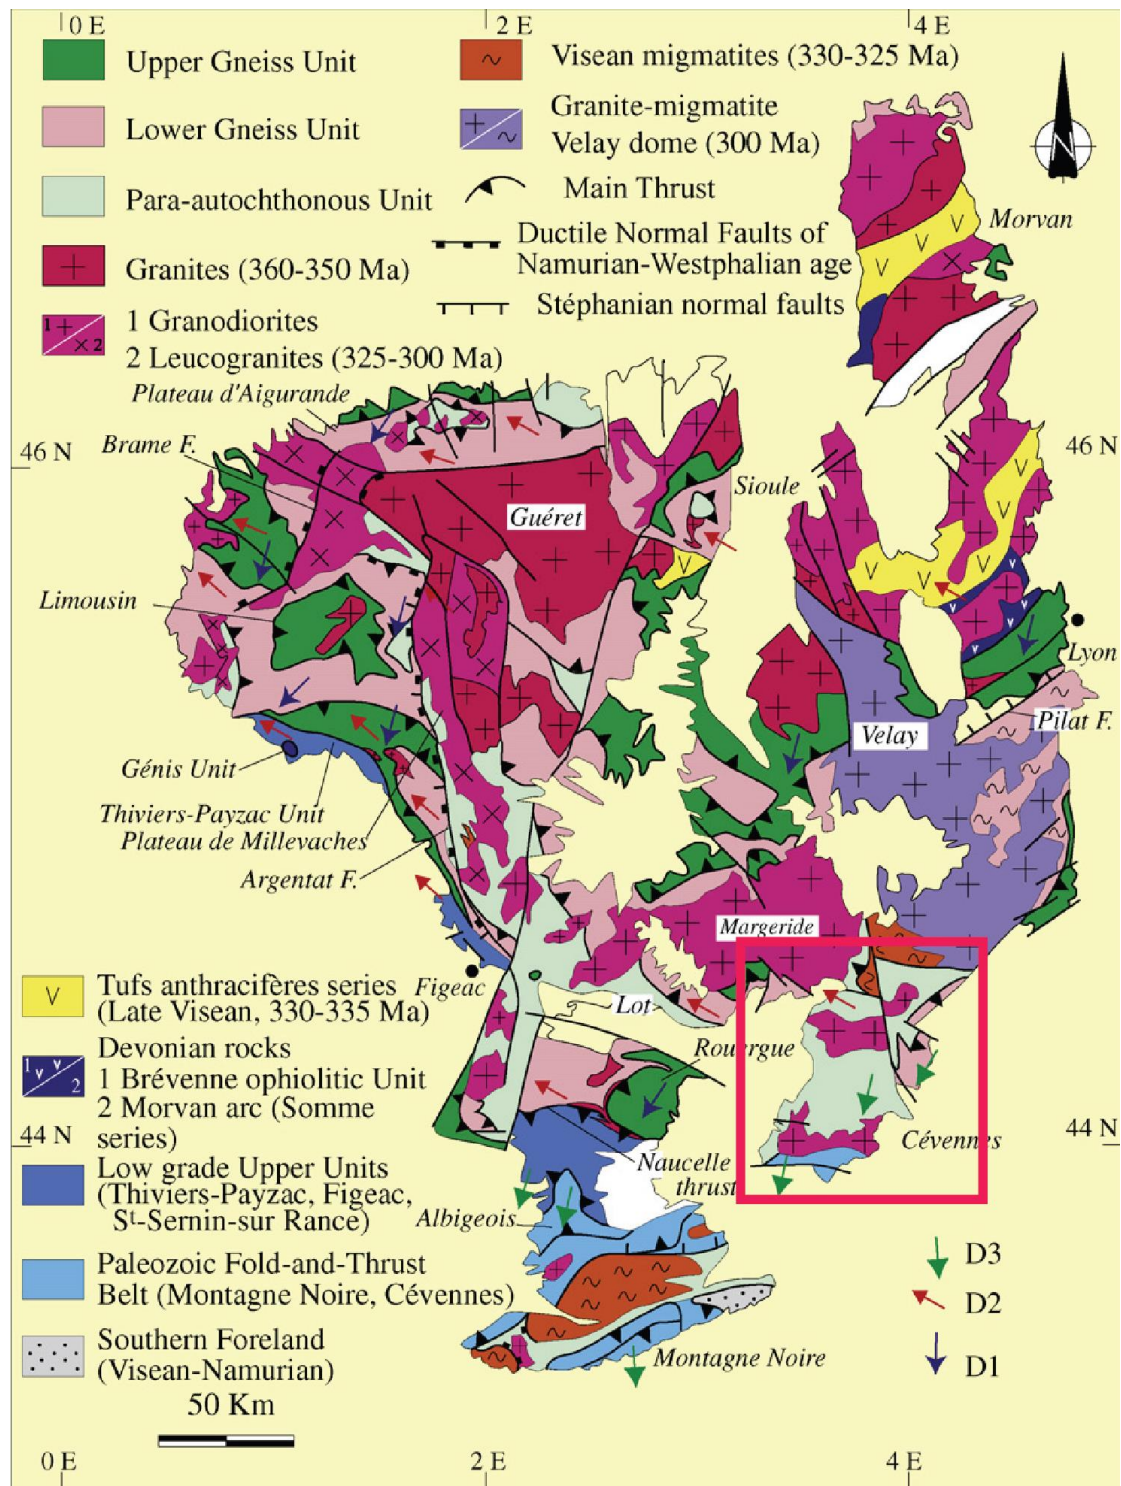 0 E
2 E
4 E
Upper Gneiss Unit
Lower Gneiss Unit
Para-autochthonous Unit
Granites (360-350 Ma)
1
2
1 Granodiorites
2 Leucogranites (325-300 Ma)
Visean migmatites (330-325 Ma)
Granite-migmatite
Velay dome (300 Ma)
Main Thrust
Ductile Normal Faults of
Namurian-Westphalian age
Stéphanian normal faults
N
Morvan
Plateau d'Aigurande
Brame F.
46 N
46 N
Sioule
Guéret
Limousin
Lyon
Pilat F.
Velay
Génis Unit
Thiviers-Payzac Unit
Plateau de Millevaches
Argentat F.
Margeride
Figeac
Lot
Rouergue
Cévennes
44 N
44 N
Naucelle
thrust
Albigeois
Montagne Noire
V
Tufs anthracifères series
(Late Visean, 330-335 Ma)
1
2
Devonian rocks
1 Brévenne ophiolitic Unit
2 Morvan arc (Somme
series)
Low grade Upper Units
(Thiviers-Payzac, Figeac,
St-Sernin-sur Rance)
Paleozoic Fold-and-Thrust
Belt (Montagne Noire, Cévennes)
Southern Foreland
(Visean-Namurian)
50 Km
D3
D2
D1
0 E
2 E
4 E